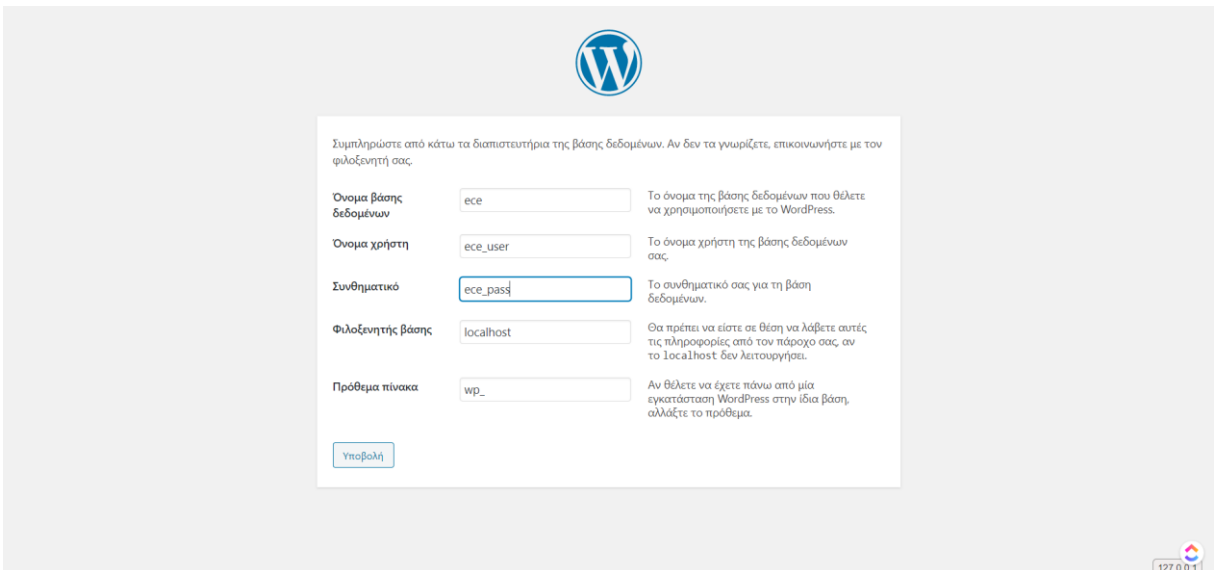 Συμπληρώστε από κάτω τα διαπιστευτήρια της βάσης δεδομένων. Αν δεν τα γνωρίζετε, επικοινωνήστε με τον
φιλοξενητή σας.
Όνομα βάσης
δεδομένων
ece
Το όνομα της βάσης δεδομένων που θέλετε
να χρησιμοποιήσετε με το WordPress.
Όνομα χρήστη
ece_user
Το όνομα χρήστη της βάσης δεδομένων
σας.
Συνθηματικό
ece_pass
Το συνθηματικό σας για τη βάση
δεδομένων.
Φιλοξενητής βάσης
localhost
Θα πρέπει να είστε σε θέση να λάβετε αυτές
τις πληροφορίες από τον πάροχο σας, αν
το localhost δεν λειτουργήσει.
Πρόθεμα πίνακα
wp_
Αν θέλετε να έχετε πάνω από μία
εγκατάσταση WordPress στην ίδια βάση,
αλλάξτε το πρόθεμα.
Υποβολή
127.0.0.1